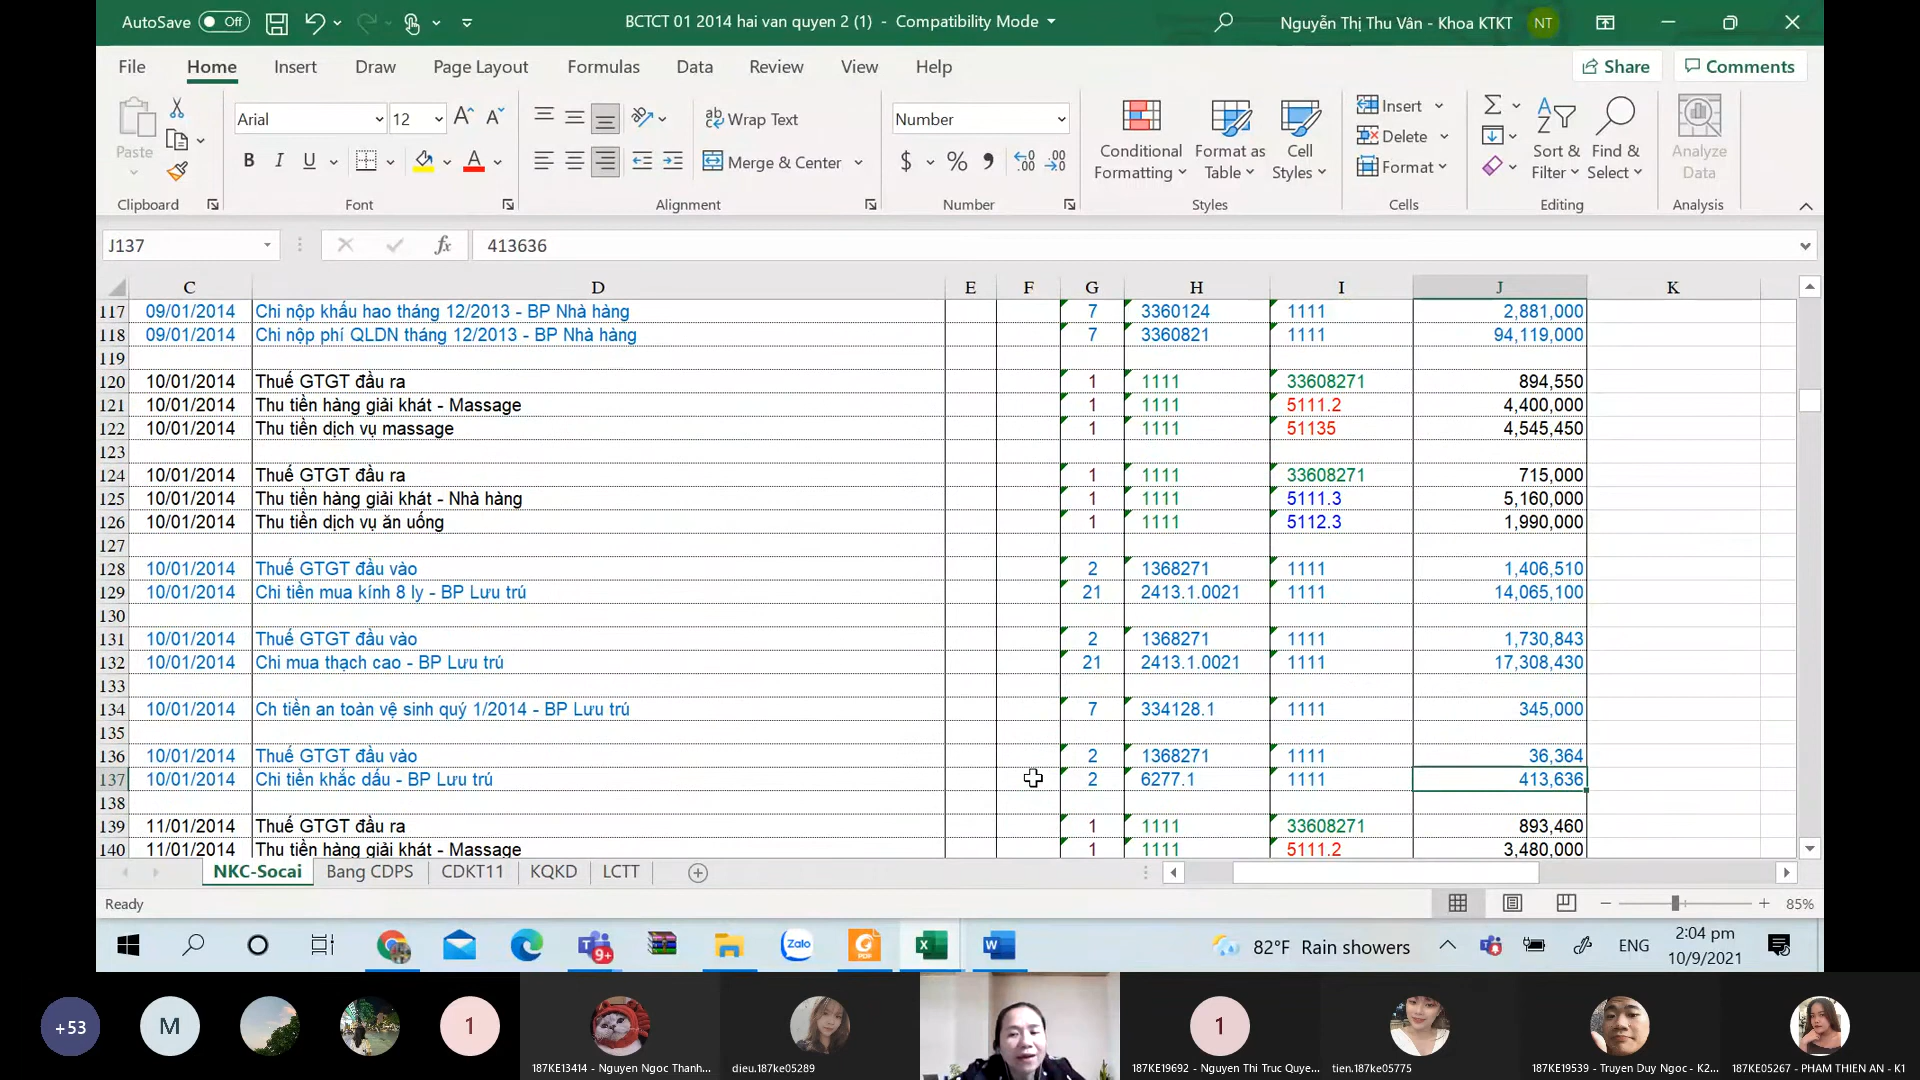 AutoSave Off BCTCT 01 2014 hai van quyen 2 (1) - Compatibility Mode Nguyễn Thị Thu Vân - Khoa KTKT NT
File Home Insert Draw Page Layout Formulas Data Review View Help Share Comments
Paste Arial 12 Wrap Text Number Insert
B I U A Merge & Center $ % Conditional Formatting Format as Table Cell Styles Delete Format Sort & Filter Find & Select Analyze Data
Clipboard Font Alignment Number Styles Cells Editing Analysis
J137 fx 413636
C D E F G H I J K
117 09/01/2014 Chi nộp khấu hao tháng 12/2013 - BP Nhà hàng 7 3360124 1111 2,881,000
118 09/01/2014 Chi nộp phí QLDN tháng 12/2013 - BP Nhà hàng 7 3360821 1111 94,119,000
119
120 10/01/2014 Thuế GTGT đầu ra 1 1111 33608271 894,550
121 10/01/2014 Thu tiền hàng giải khát - Massage 1 1111 5111.2 4,400,000
122 10/01/2014 Thu tiền dịch vụ massage 1 1111 51135 4,545,450
123
124 10/01/2014 Thuế GTGT đầu ra 1 1111 33608271 715,000
125 10/01/2014 Thu tiền hàng giải khát - Nhà hàng 1 1111 5111.3 5,160,000
126 10/01/2014 Thu tiền dịch vụ ăn uống 1 1111 5112.3 1,990,000
127
128 10/01/2014 Thuế GTGT đầu vào 2 1368271 1111 1,406,510
129 10/01/2014 Chi tiền mua kính 8 ly - BP Lưu trú 21 2413.1.0021 1111 14,065,100
130
131 10/01/2014 Thuế GTGT đầu vào 2 1368271 1111 1,730,843
132 10/01/2014 Chi mua thạch cao - BP Lưu trú 21 2413.1.0021 1111 17,308,430
133
134 10/01/2014 Ch tiền an toàn vệ sinh quý 1/2014 - BP Lưu trú 7 334128.1 1111 345,000
135
136 10/01/2014 Thuế GTGT đầu vào 2 1368271 1111 36,364
137 10/01/2014 Chi tiền khắc dấu - BP Lưu trú 2 6277.1 1111 413,636
138
139 11/01/2014 Thuế GTGT đầu ra 1 1111 33608271 893,460
140 11/01/2014 Thu tiền hàng giải khát - Massage 1 1111 5111.2 3,480,000
NKC-Socai Bang CDPS CDKT11 KQKD LCTT
Ready 85%
9+ Zalo PDF 82°F Rain showers ENG 2:04 pm
10/9/2021
+53 M 1 1
187KE13414 - Nguyen Ngoc Thanh... dieu.187ke05289 187KE19692 - Nguyen Thi Truc Quye... tien.187ke05775 187KE19539 - Truyen Duy Ngoc - K2... 187KE05267 - PHAM THIEN AN - K1